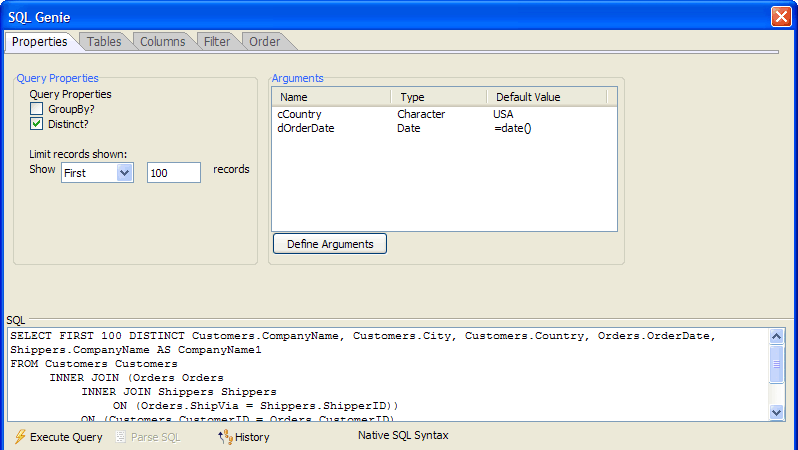 SQL Genie
Properties Tables Columns Filter Order
Query Properties
Query Properties
GroupBy?
Distinct?
Limit records shown:
Show First 100 records
Arguments
Name Type Default Value
cCountry Character USA
dOrderDate Date =date()
Define Arguments
SQL
SELECT FIRST 100 DISTINCT Customers.CompanyName, Customers.City, Customers.Country, Orders.OrderDate,
Shippers.CompanyName AS CompanyName1
FROM Customers Customers
INNER JOIN (Orders Orders
INNER JOIN Shippers Shippers
ON (Orders.ShipVia = Shippers.ShipperID))
ON (Customers.CustomerID = Orders.CustomerID)
Execute Query Parse SQL History Native SQL Syntax